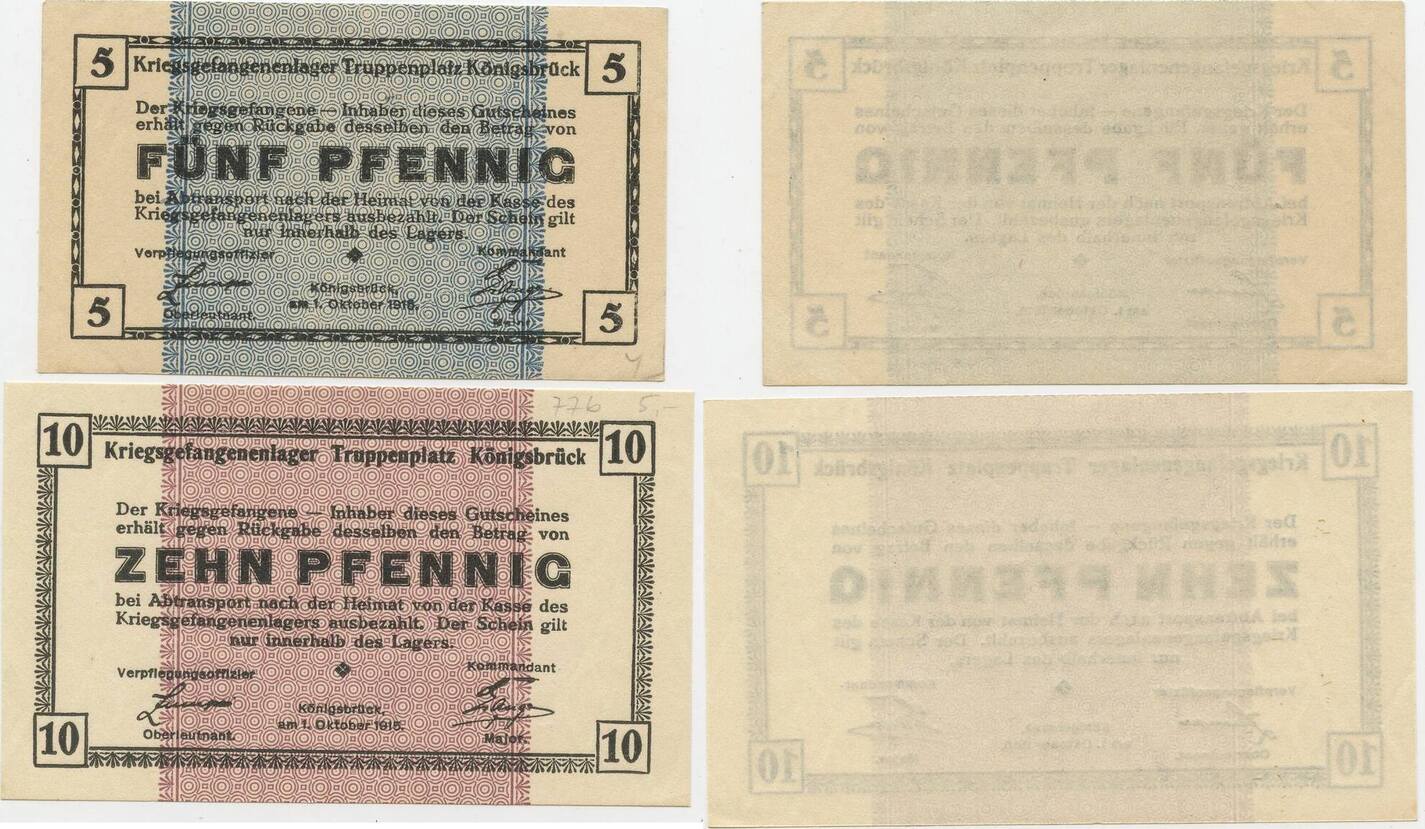 5 Kriegsgefangenenlager Truppenplatz Königsbrück 5
Der Kriegsgefangene — Inhaber dieses Gutscheines
erhält gegen Rückgabe desselben den Betrag von
FÜNF PFENNIG
bei Abtransport nach der Heimat von der Kasse des
Kriegsgefangenenlagers ausbezahlt. Der Schein gilt
nur innerhalb des Lagers.
Verpflegungsoffizier Kommandant
Königsbrück,
am 1. Oktober
Oberleutnant.
5 5
776 5,-
10 Kriegsgefangenenlager Truppenplatz Königsbrück 10
Der Kriegsgefangene — Inhaber dieses Gutscheines
erhält gegen Rückgabe desselben den Betrag von
ZEHN PFENNIG
bei Abtransport nach der Heimat von der Kasse des
Kriegsgefangenenlagers ausbezahlt. Der Schein gilt
nur innerhalb des Lagers.
Verpflegungsoffizier Kommandant
Königsbrück,
am 1. Oktober
Oberleutnant. Major.
10 10